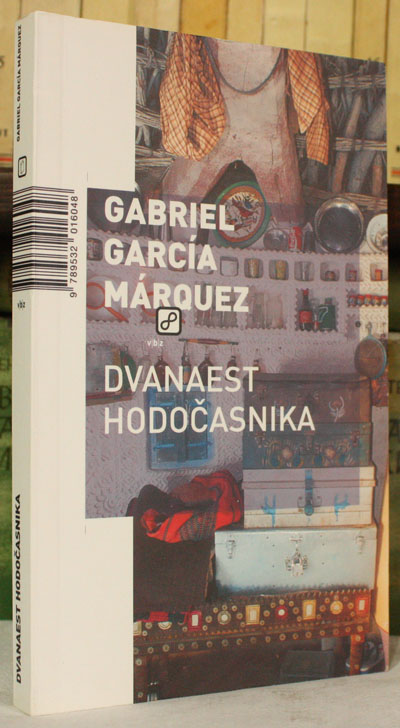 GABRIEL GARCÍA MÁRQUEZ
9 789532 016048
vbz
DVANAEST HODOČASNIKA
GABRIEL
GARCÍA
MÁRQUEZ
vbz
DVANAEST
HODOČASNIKA